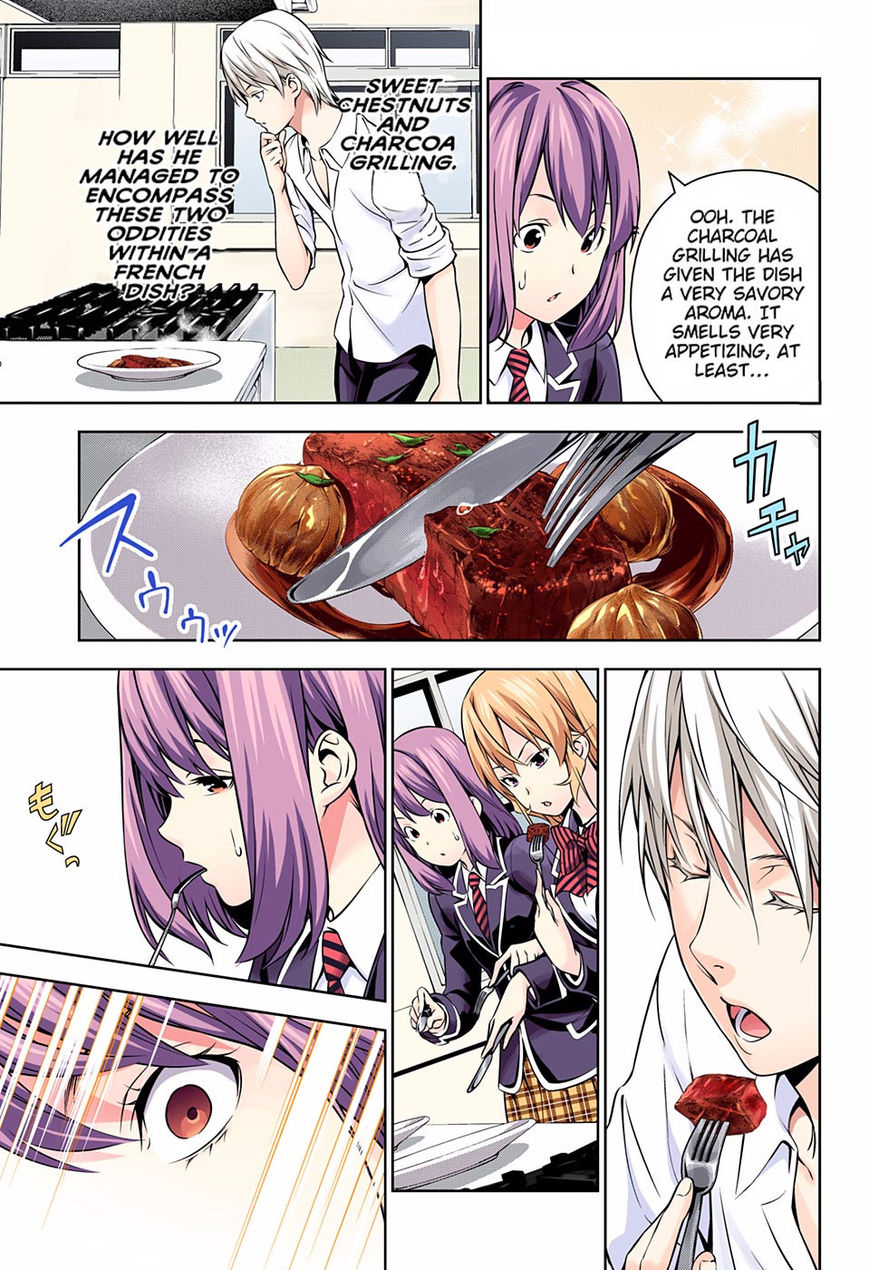 OOH. THE
CHARCOAL
GRILLING HAS
GIVEN THE DISH
A VERY SAVORY
AROMA. IT
SMELLS VERY
APPETIZING, AT
LEAST...
SWEET
CHESTNUTS
AND
CHARCOA
GRILLING.
HOW WELL
HAS HE
MANAGED TO
ENCOMPASS
THESE TWO
ODDITIES
WITHIN A
FRENCH
DISH?
カチャ
スゥゥッ
もぐっ